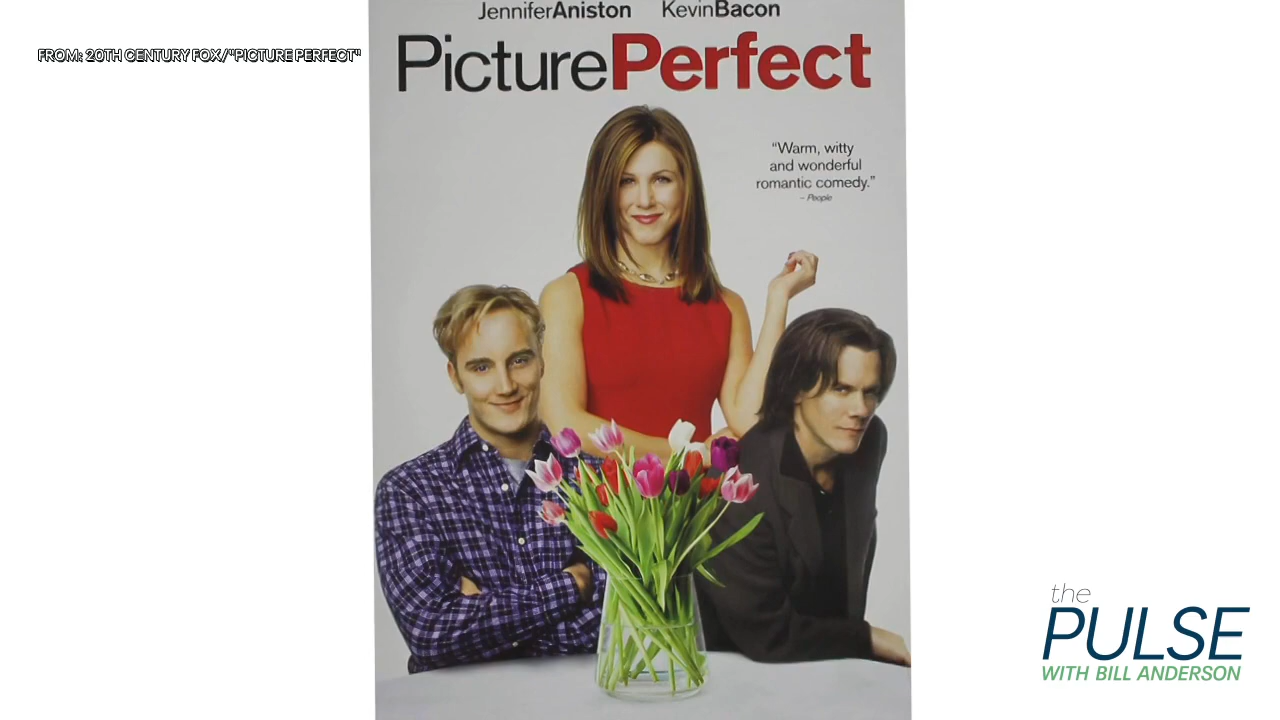 JenniferAniston KevinBacon
FROM: 20TH CENTURY FOX/"PICTURE PERFECT"
PicturePerfect
“Warm, witty
and wonderful
romantic comedy.”
– People
the
PULSE
WITH BILL ANDERSON